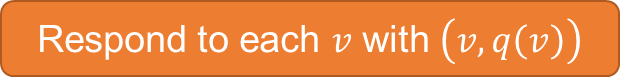 Respond to each 𝑣 with (𝑣, 𝑞(𝑣))